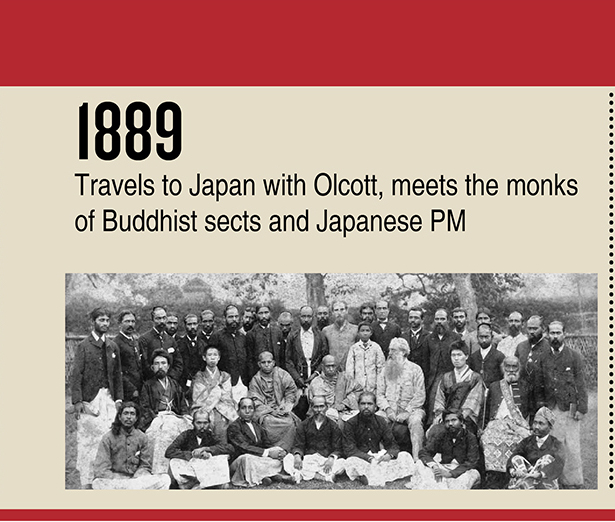 1889
Travels to Japan with Olcott, meets the monks
of Buddhist sects and Japanese PM